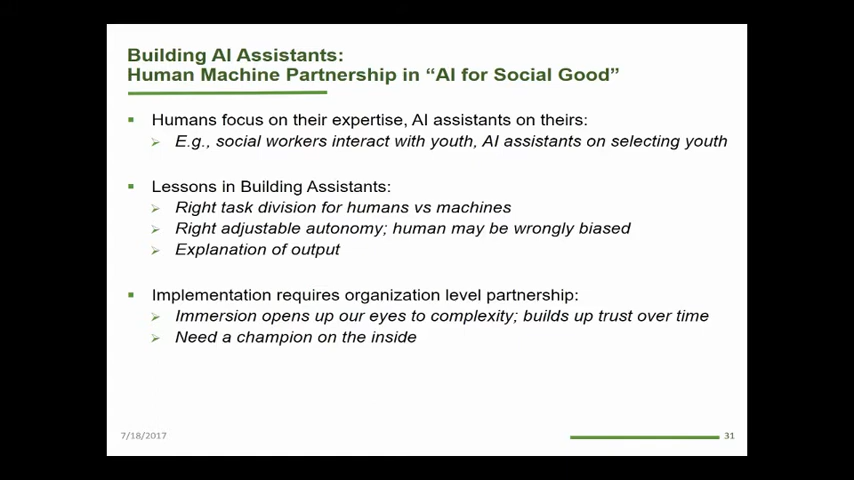 Building AI Assistants:
Human Machine Partnership in “AI for Social Good”
Humans focus on their expertise, AI assistants on theirs:
E.g., social workers interact with youth, AI assistants on selecting youth
Lessons in Building Assistants:
Right task division for humans vs machines
Right adjustable autonomy; human may be wrongly biased
Explanation of output
Implementation requires organization level partnership:
Immersion opens up our eyes to complexity; builds up trust over time
Need a champion on the inside
7/18/2017
31